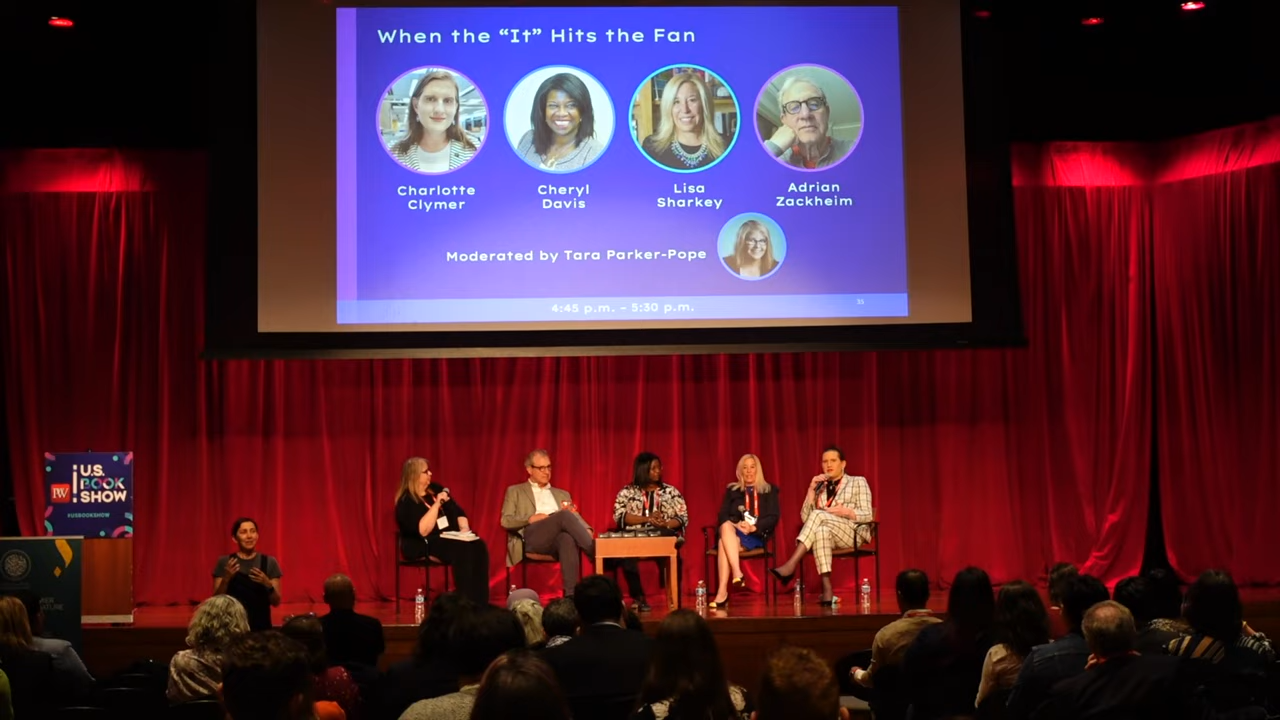 When the “It” Hits the Fan
Charlotte
Clymer
Cheryl
Davis
Lisa
Sharkey
Adrian
Zackheim
Moderated by Tara Parker-Pope
4:45 p.m. – 5:30 p.m.
PW
U.S.
BOOK
SHOW
#USBOOKSHOW